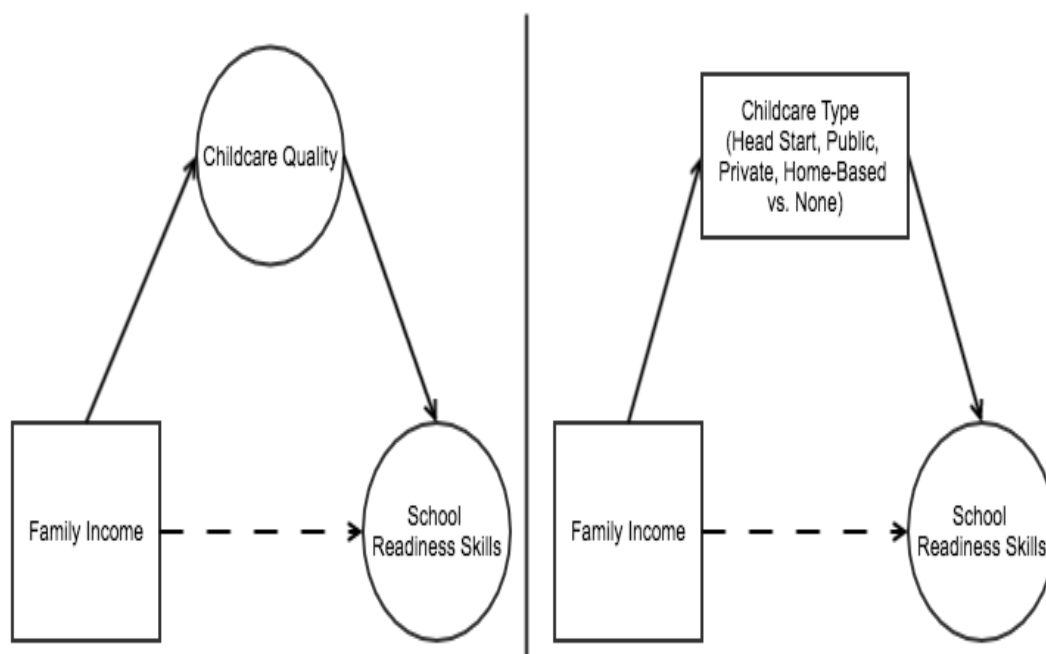 Childcare Quality
Family Income
School
Readiness Skills
Childcare Type
(Head Start, Public,
Private, Home-Based
vs. None)
Family Income
School
Readiness Skills